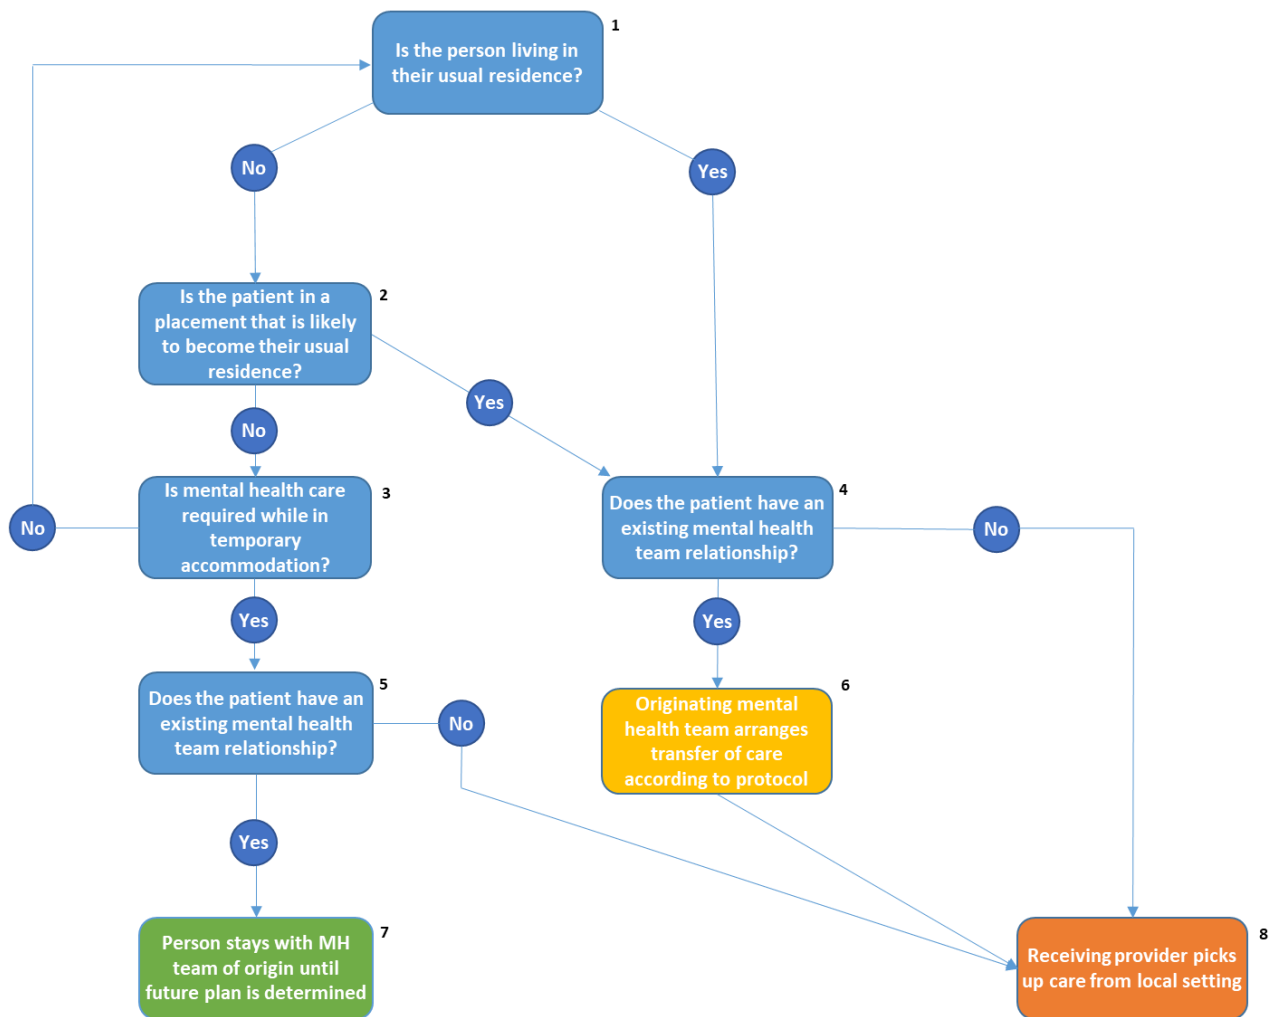 1
Is the person living in
their usual residence?
No
Yes
2
Is the patient in a
placement that is likely
to become their usual
residence?
Yes
No
3
Is mental health care
required while in
temporary
accommodation?
No
4
Does the patient have an
existing mental health
team relationship?
No
Yes
Yes
5
Does the patient have an
existing mental health
team relationship?
No
6
Originating mental
health team arranges
transfer of care
according to protocol
Yes
7
Person stays with MH
team of origin until
future plan is determined
8
Receiving provider picks
up care from local setting